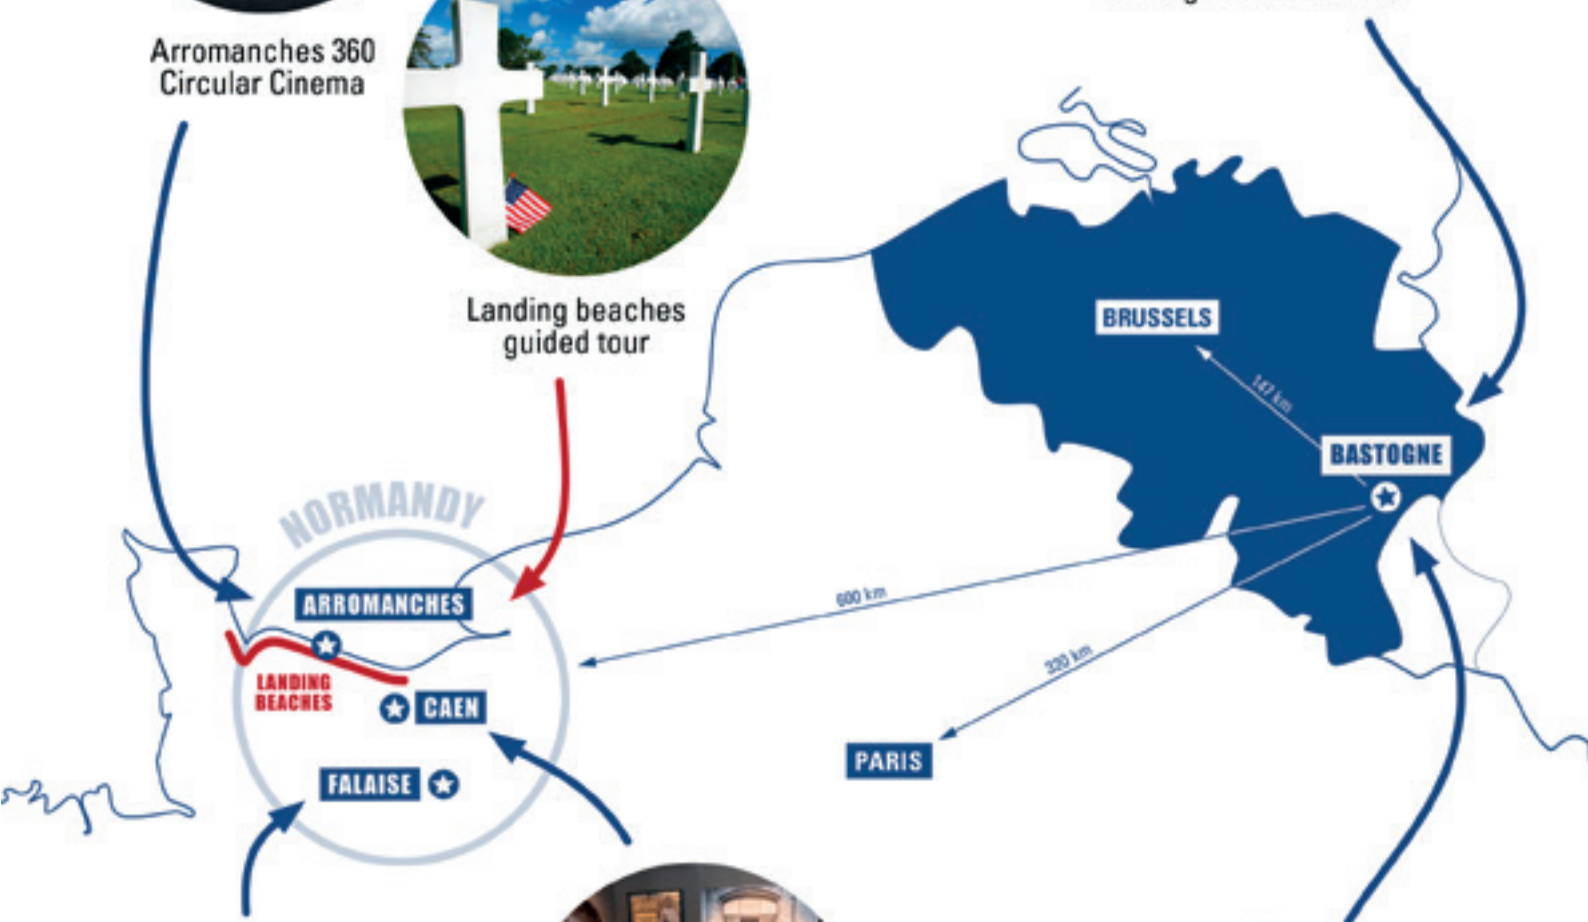 Arromanches 360
Circular Cinema
Landing beaches
guided tour
BRUSSELS
147 km
BASTOGNE
NORMANDY
ARROMANCHES
600 km
320 km
LANDING
BEACHES
CAEN
PARIS
FALAISE